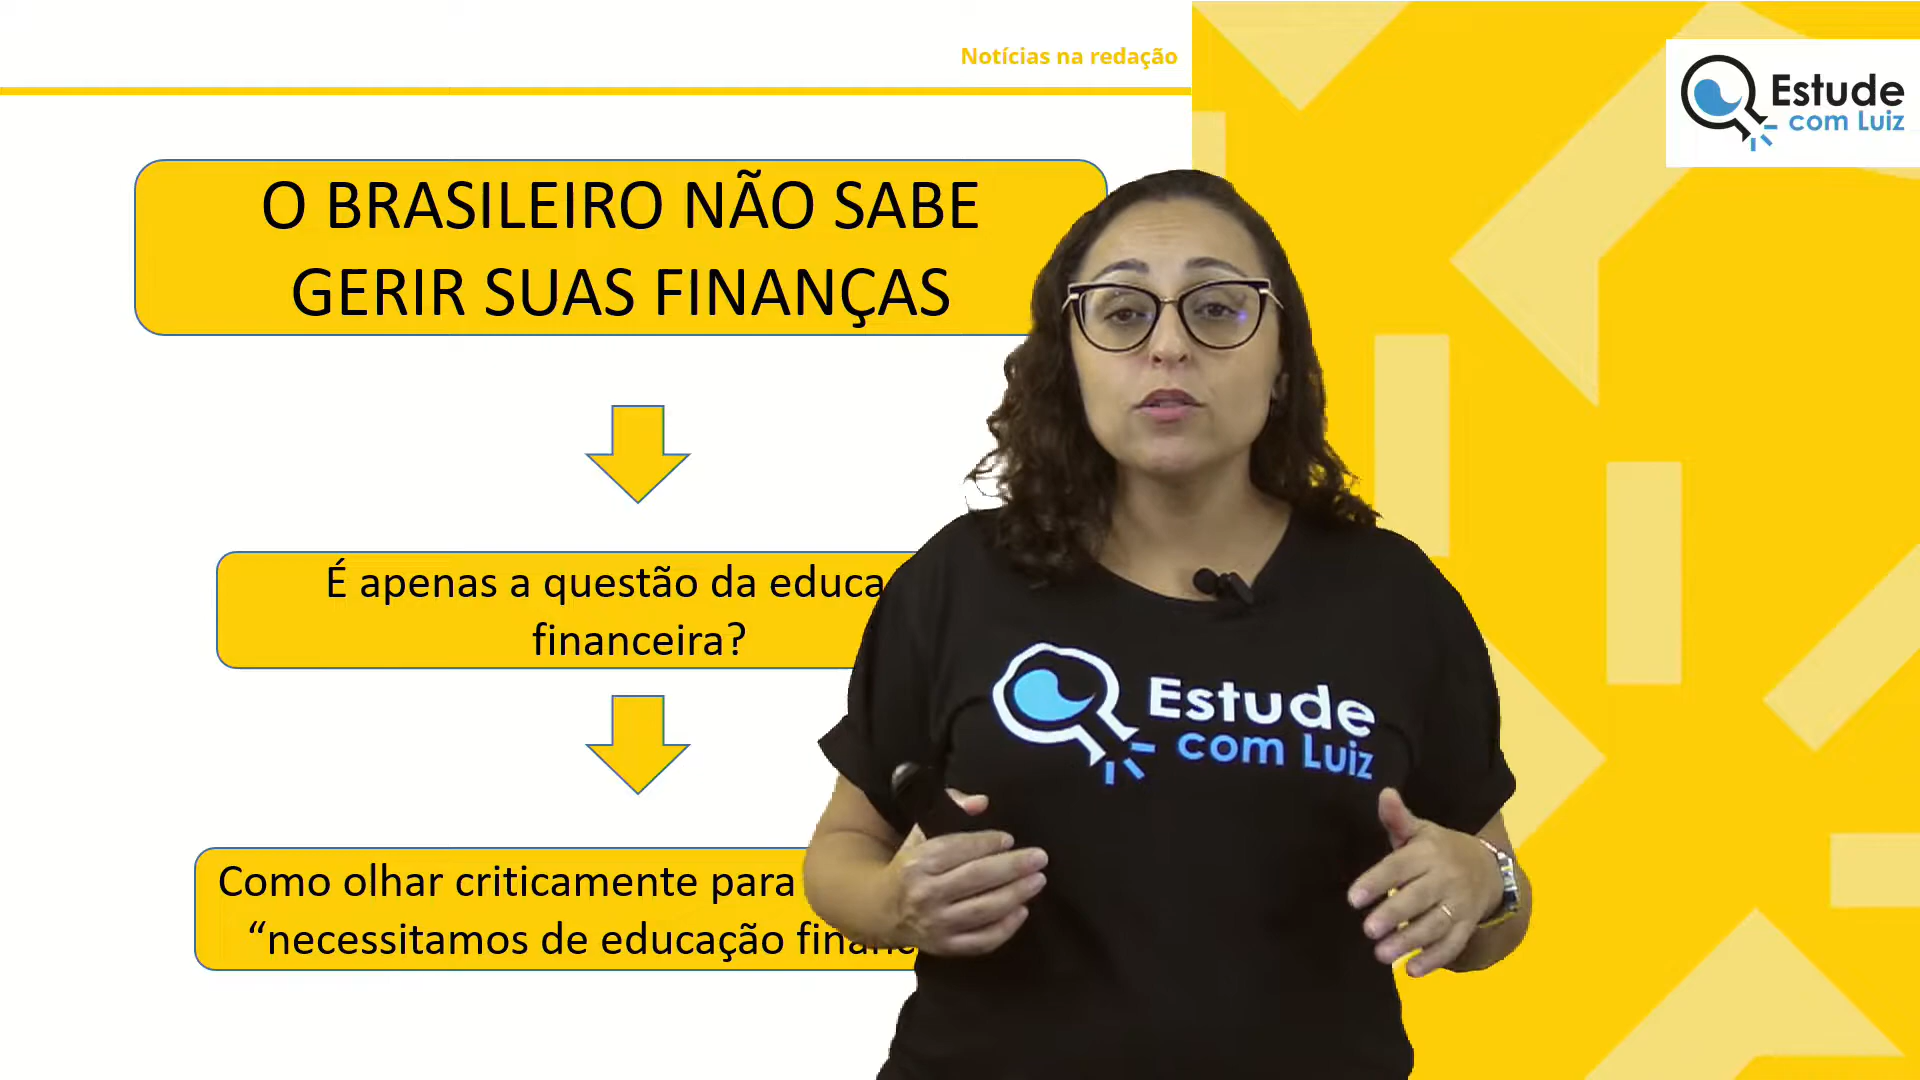 Notícias na redação
Estude
com Luiz
O BRASILEIRO NÃO SABE
GERIR SUAS FINANÇAS
É apenas a questão da educa
financeira?
Estude
com Luiz
Como olhar criticamente para
“necessitamos de educação financ